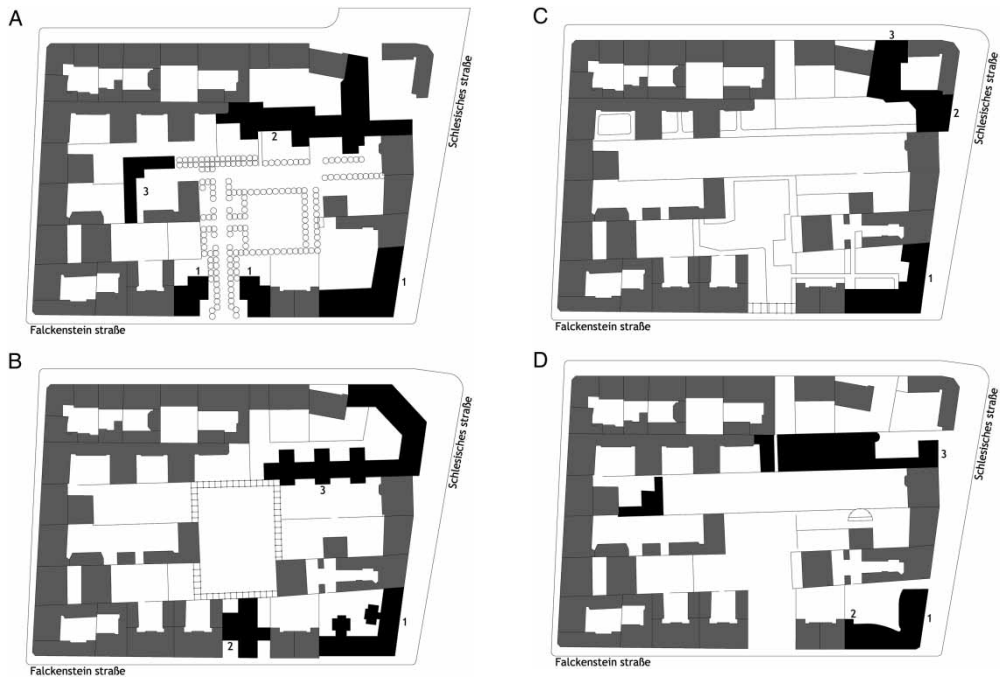 A
Schlesisches straße
2
3
1
1
1
Falckenstein straße
B
Schlesisches straße
3
1
2
Falckenstein straße
C
3
Schlesisches straße
2
1
Falckenstein straße
D
Schlesisches straße
3
2
1
Falckenstein straße